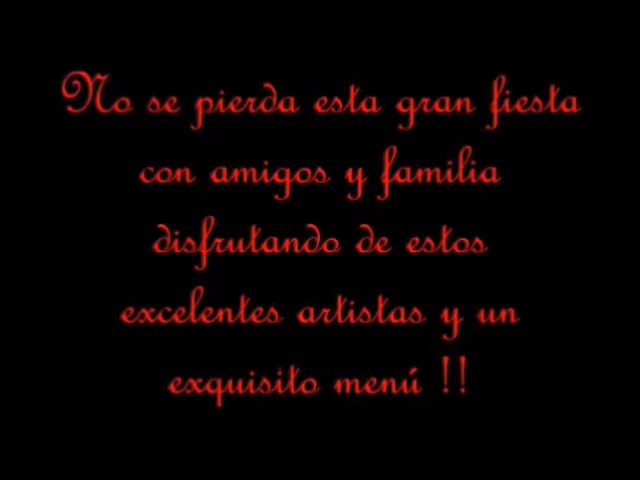 No se pierda esta gran fiesta
con amigos y familia
disfrutando de estos
excelentes artistas y un
exquisito menú !!